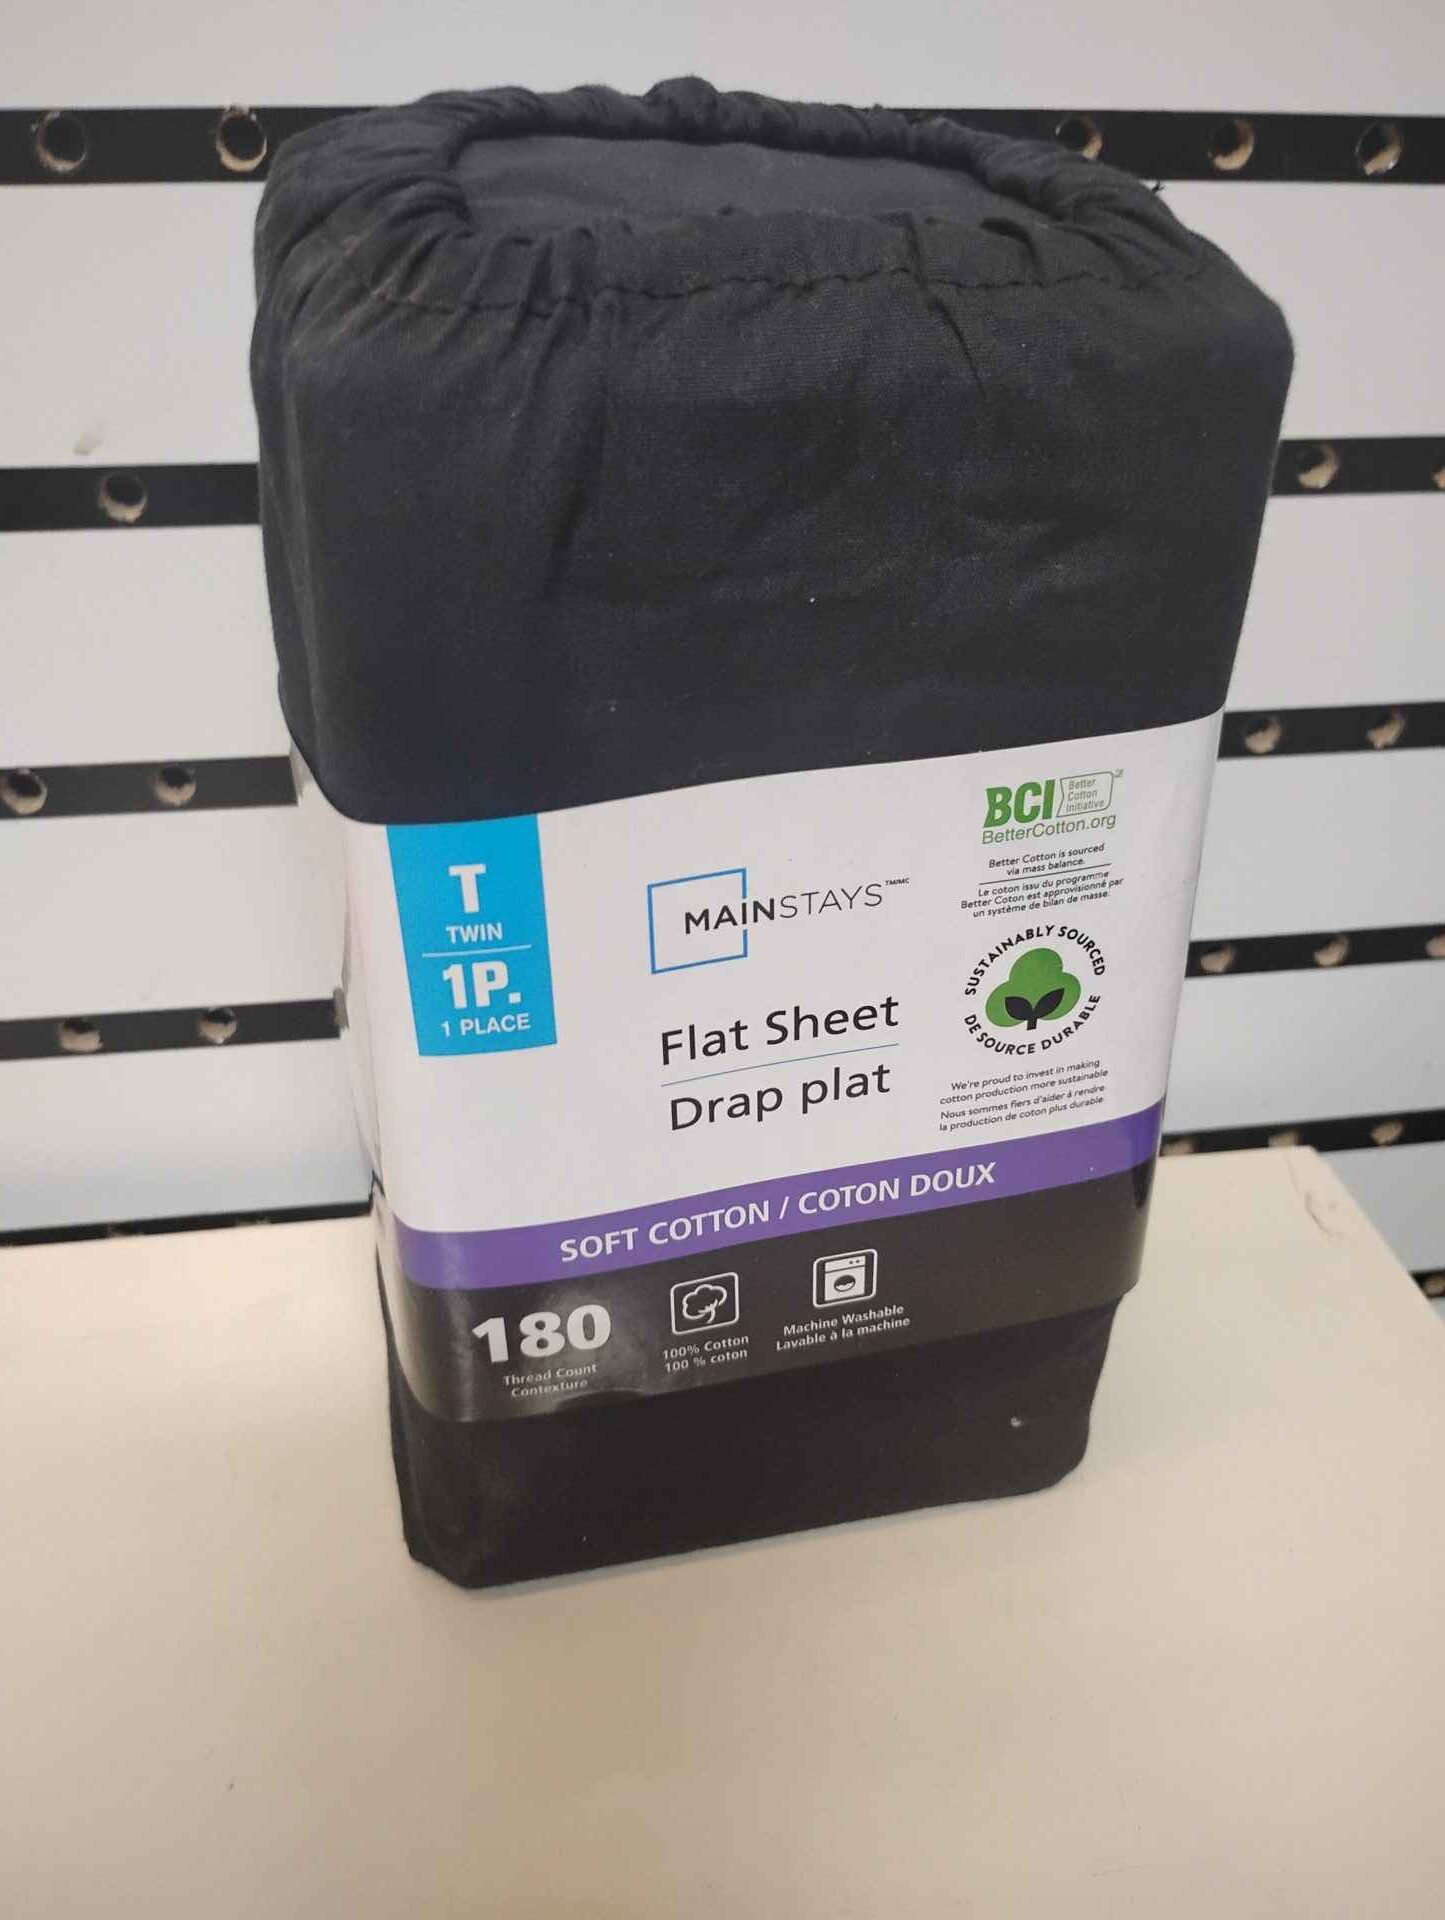 T
TWIN
1P.
1 PLACE
MAINSTAYS™/MC
Flat Sheet
Drap plat
BCI
Better
Cotton
Initiative
BetterCotton.org
Better Cotton is sourced
via mass balance.
Le coton issu du programme
Better Coton est approvisionné par
un système de bilan de masse.
SUSTAINABLY SOURCED
DE SOURCE DURABLE
We're proud to invest in making
cotton production more sustainable
Nous sommes fiers d'aider à rendre
la production de coton plus durable
SOFT COTTON / COTON DOUX
180
Thread Count
Contexture
100% Cotton
100 % coton
Machine Washable
Lavable à la machine